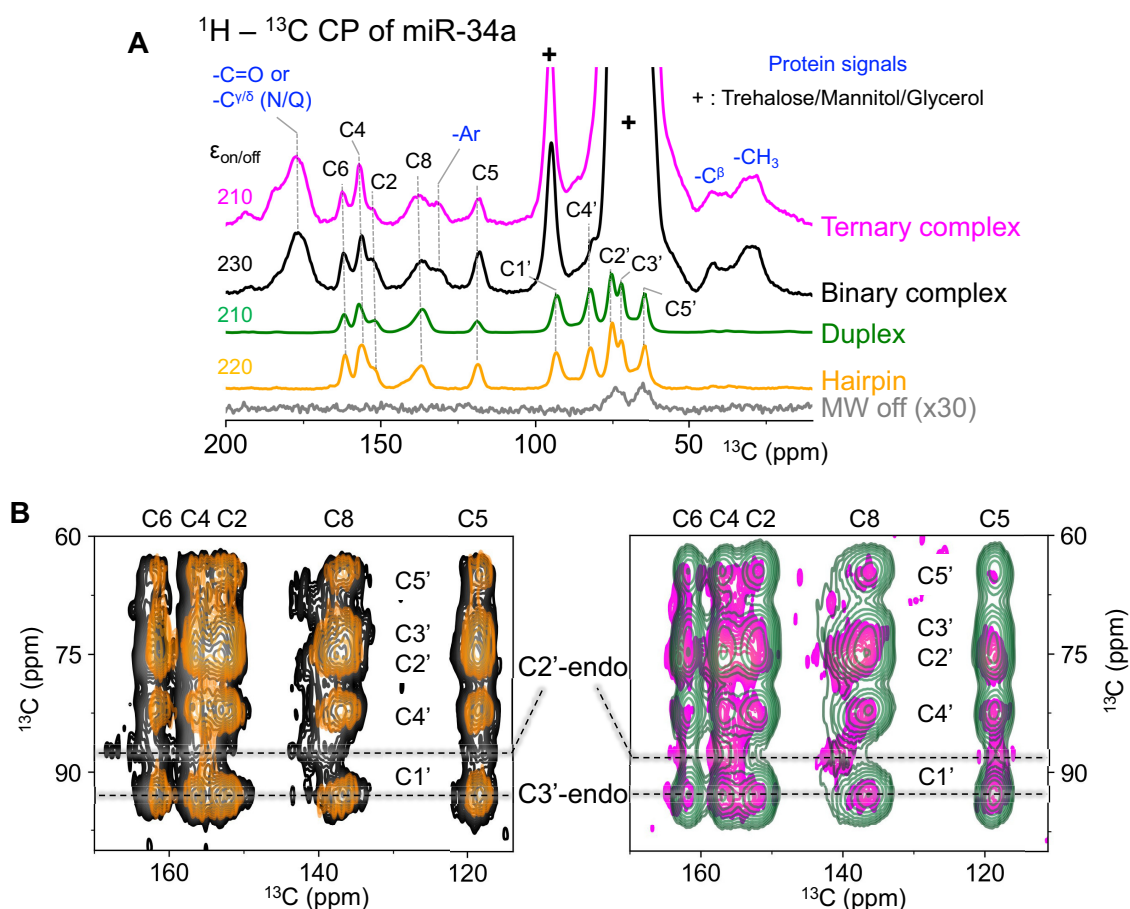 ¹H – ¹³C CP of miR-34a
A
-C=O or
-Cγ/δ (N/Q)
Protein signals
+ : Trehalose/Mannitol/Glycerol
+
+
εon/off
C6
C4
C2
C8
-Ar
C5
C4'
-Cβ
-CH₃
210
Ternary complex
230
C1'
C2'
C3'
C5'
Binary complex
210
Duplex
220
Hairpin
MW off (x30)
200
150
100
50
¹³C (ppm)
B
C6 C4 C2 C8 C5
60
75
90
¹³C (ppm)
C5'
C3'
C2'
C4'
160
140
120
¹³C (ppm)
C2'-endo
C3'-endo
C6 C4 C2 C8 C5
C5'
C3'
C2'
C4'
C1'
60
75
90
¹³C (ppm)
160
140
120
¹³C (ppm)
C1'